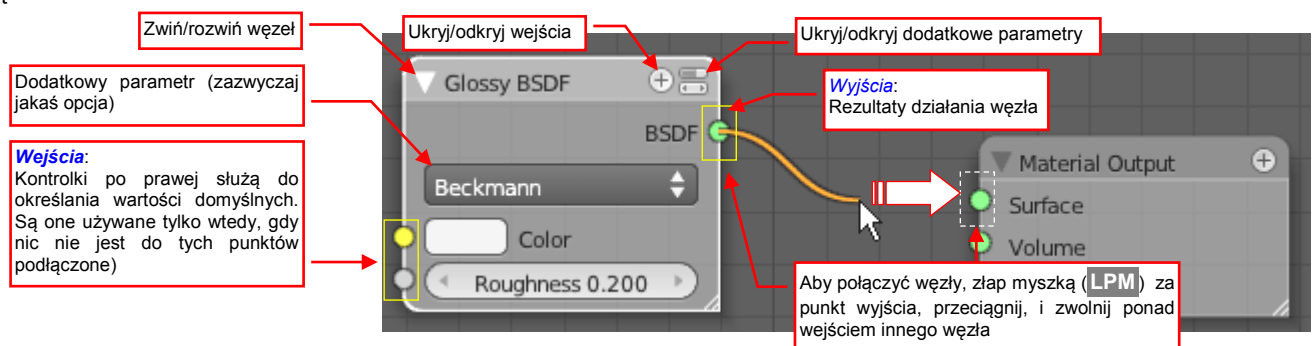 Zwiń/rozwiń węzeł
Ukryj/odkryj wejścia
Ukryj/odkryj dodatkowe parametry
Dodatkowy parametr (zazwyczaj
jakaś opcja)
Wyjścia:
Rezultaty działania węzła
Wejścia:
Kontrolki po prawej służą do
określania wartości domyślnych.
Są one używane tylko wtedy, gdy
nic nie jest do tych punktów
podłączone)
Glossy BSDF
BSDF
Beckmann
Color
Roughness 0.200
Material Output
Surface
Volume
Aby połączyć węzły, złap myszką (LPM) za
punkt wyjścia, przeciągnij, i zwolnij ponad
wejściem innego węzła